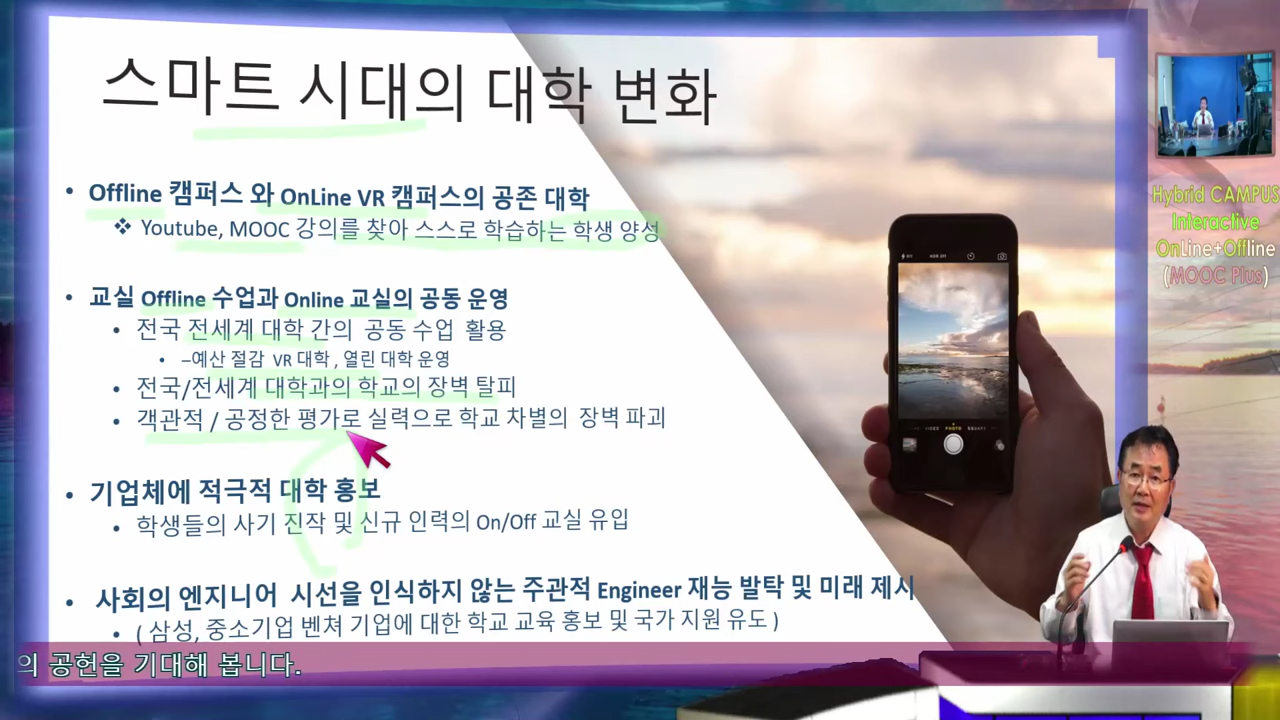 스마트 시대의 대학 변화
• Offline 캠퍼스 와 OnLine VR 캠퍼스의 공존 대학
❖ Youtube, MOOC 강의를 찾아 스스로 학습하는 학생 양성
• 교실 Offline 수업과 Online 교실의 공동 운영
• 전국 전세계 대학 간의 공동 수업 활용
• –예산 절감 VR 대학 , 열린 대학 운영
• 전국/전세계 대학과의 학교의 장벽 탈피
• 객관적 / 공정한 평가로 실력으로 학교 차별의 장벽 파괴
• 기업체에 적극적 대학 홍보
• 학생들의 사기 진작 및 신규 인력의 On/Off 교실 유입
• 사회의 엔지니어 시선을 인식하지 않는 주관적 Engineer 재능 발탁 및 미래 제시
• ( 삼성, 중소기업 벤쳐 기업에 대한 학교 교육 홍보 및 국가 지원 유도 )
의 공헌을 기대해 봅니다.
Hybrid CAMPUS
Interactive
OnLine+Offline
(MOOC Plus)
PHOTO